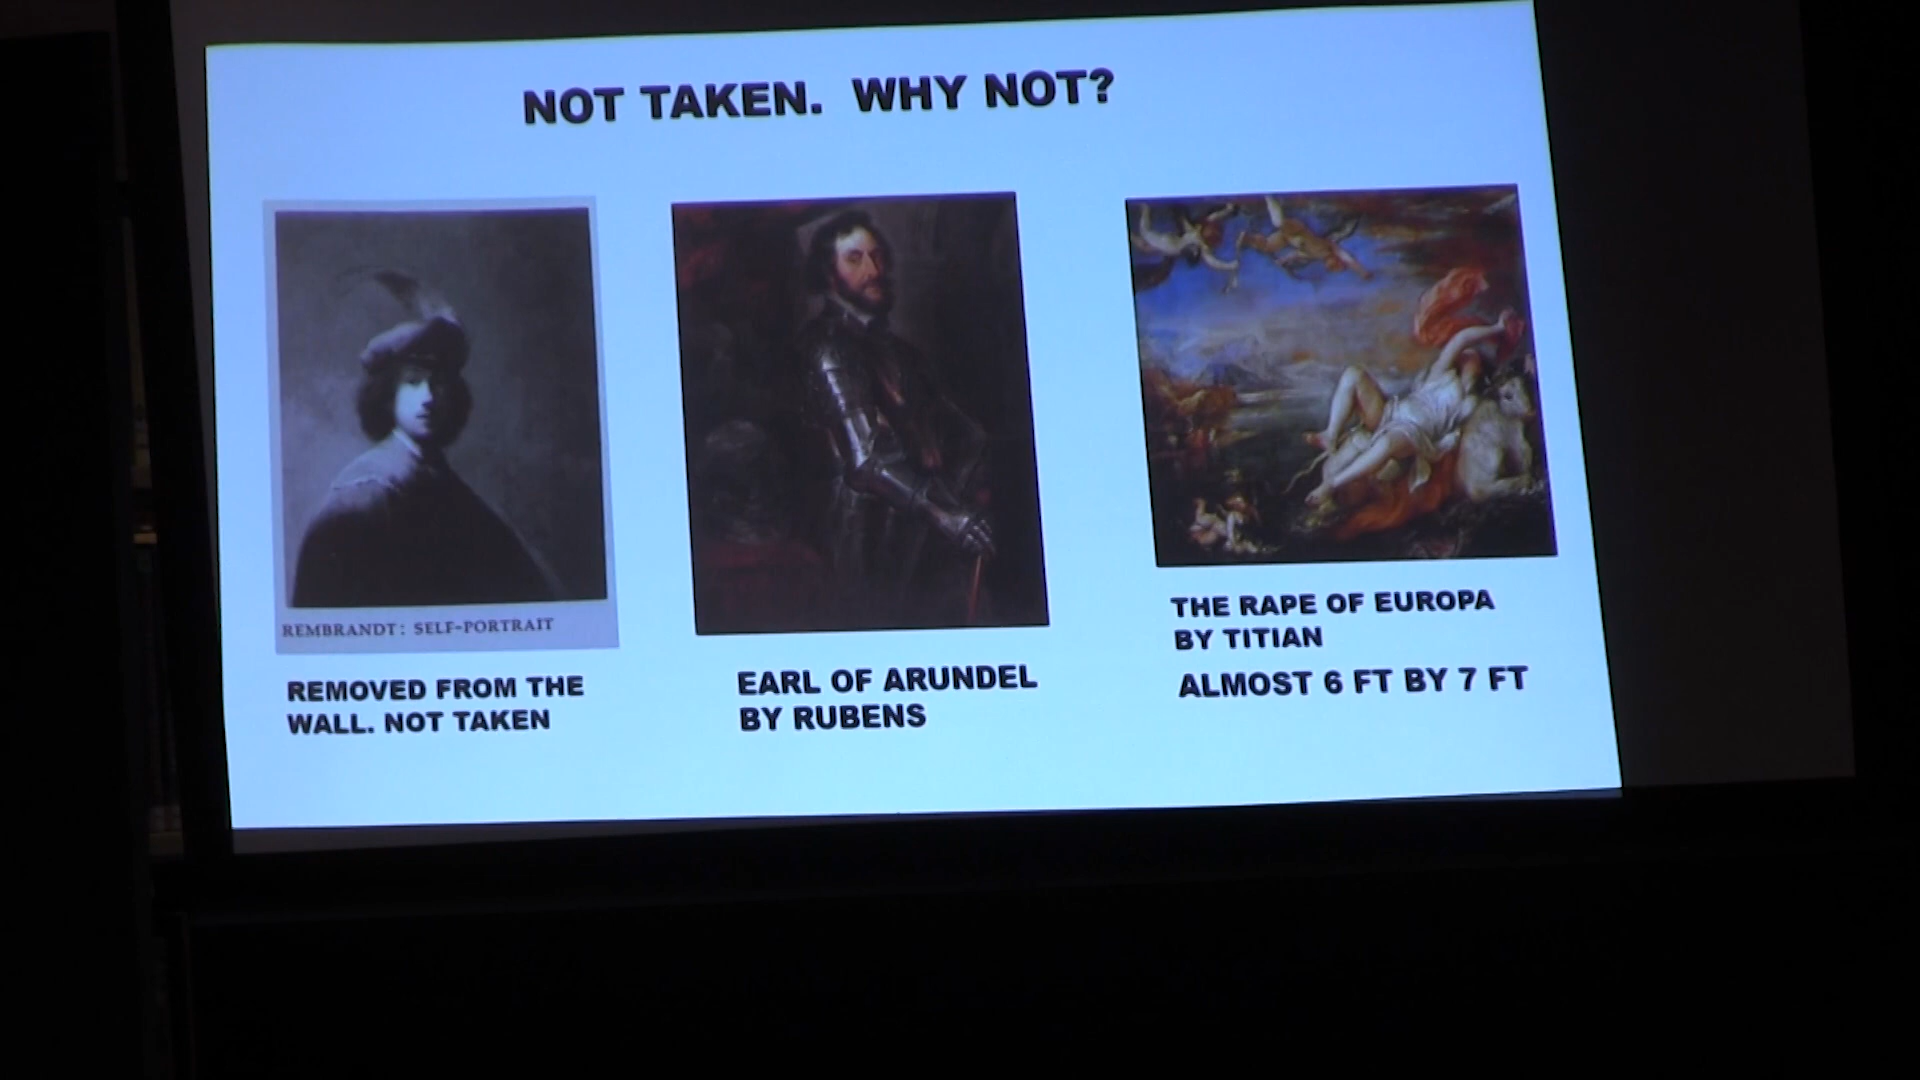 NOT TAKEN. WHY NOT?
REMBRANDT: SELF-PORTRAIT
REMOVED FROM THE
WALL. NOT TAKEN
EARL OF ARUNDEL
BY RUBENS
THE RAPE OF EUROPA
BY TITIAN
ALMOST 6 FT BY 7 FT